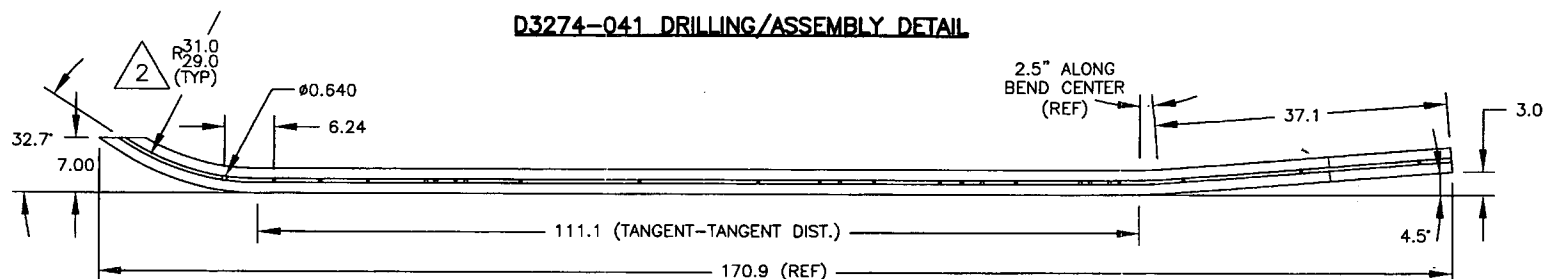 D3274-041 DRILLING/ASSEMBLY DETAIL
2
R31.0
29.0
(TYP)
ø0.640
6.24
2.5" ALONG
BEND CENTER
(REF)
37.1
3.0
32.7°
7.00
111.1 (TANGENT-TANGENT DIST.)
4.5°
170.9 (REF)